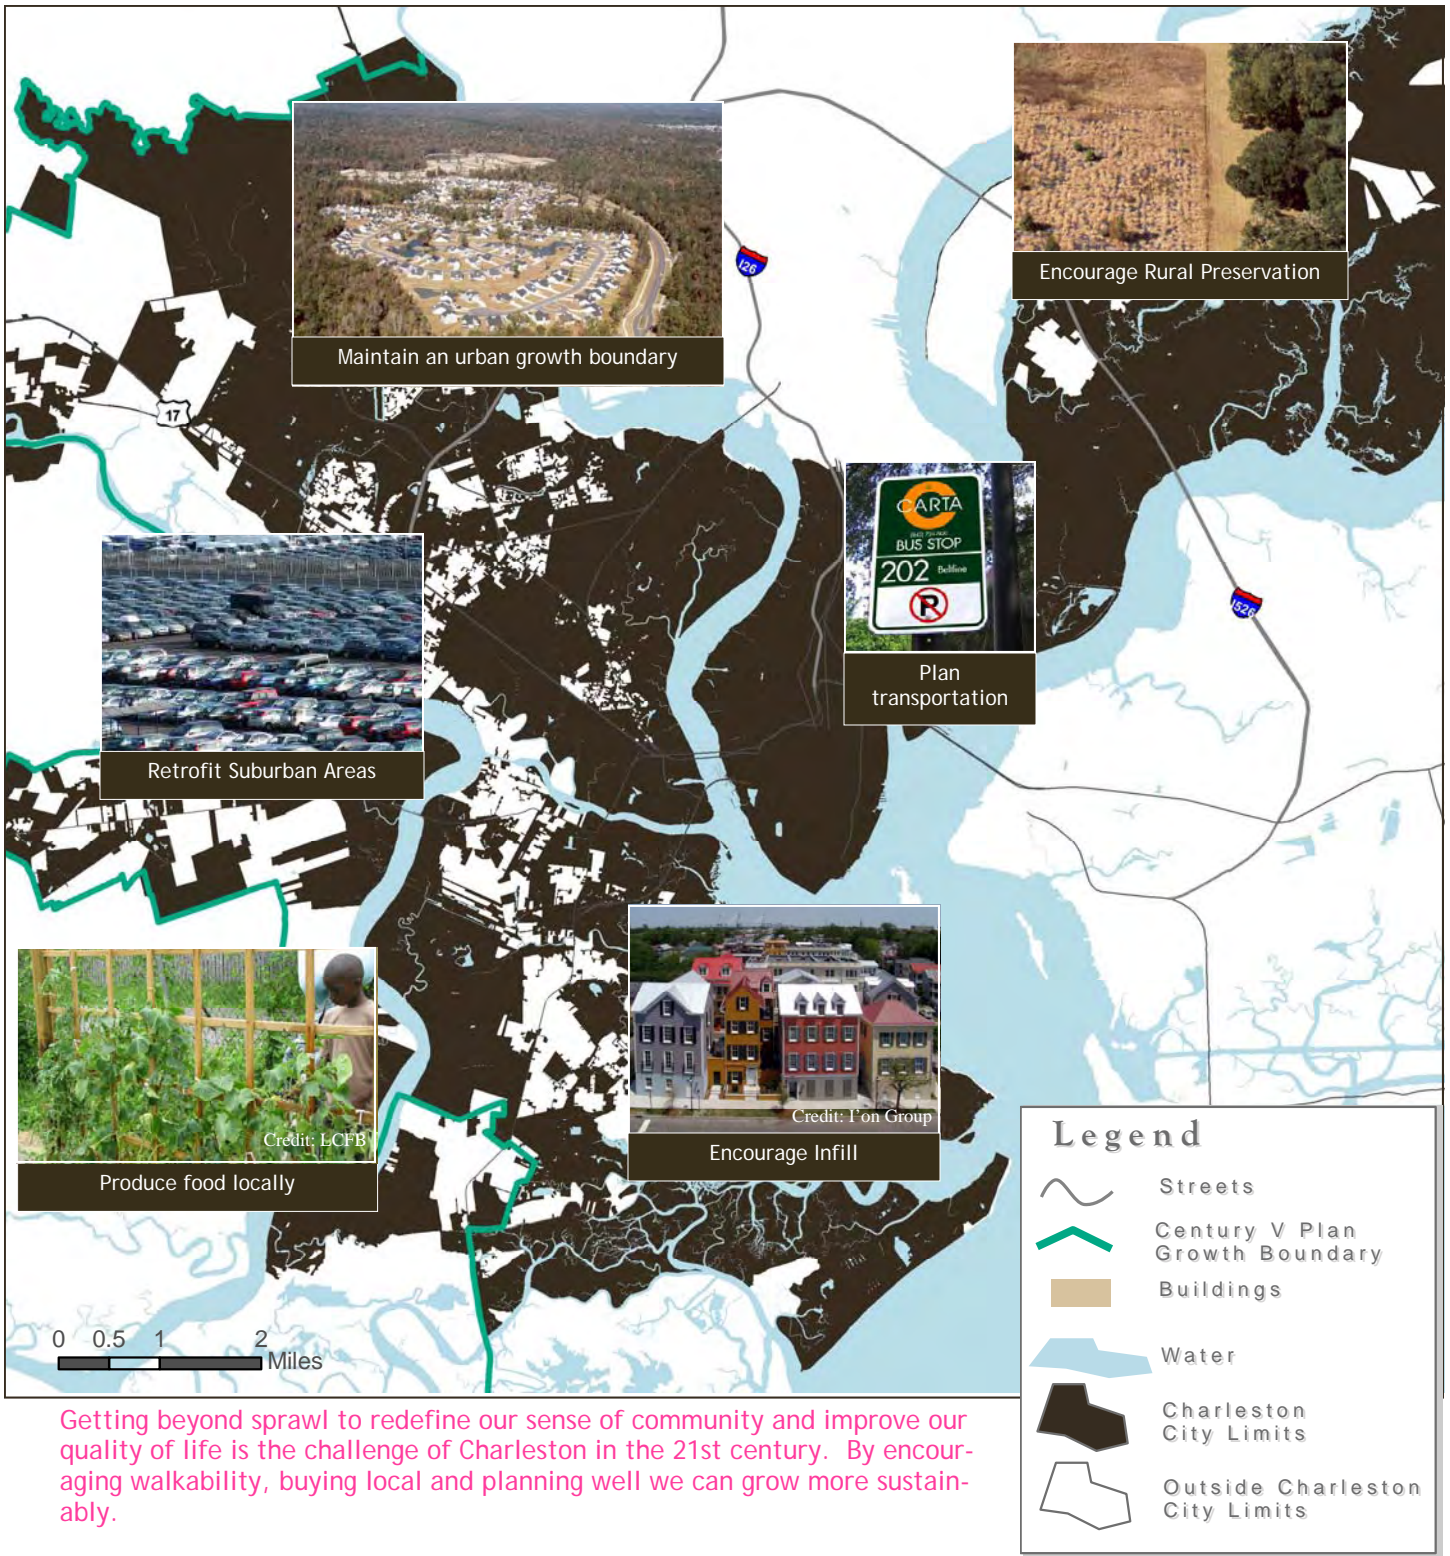 I26
Encourage Rural Preservation
Maintain an urban growth boundary
17
CARTA
BUS STOP
202 Beltline
P
Plan
transportation
I526
Retrofit Suburban Areas
Credit: LCFB
Produce food locally
Credit: I'on Group
Encourage Infill
Legend
Streets
Century V Plan
Growth Boundary
Buildings
Water
Charleston
City Limits
Outside Charleston
City Limits
0 0.5 1 2
Miles
Getting beyond sprawl to redefine our sense of community and improve our
quality of life is the challenge of Charleston in the 21st century. By encour-
aging walkability, buying local and planning well we can grow more sustain-
ably.